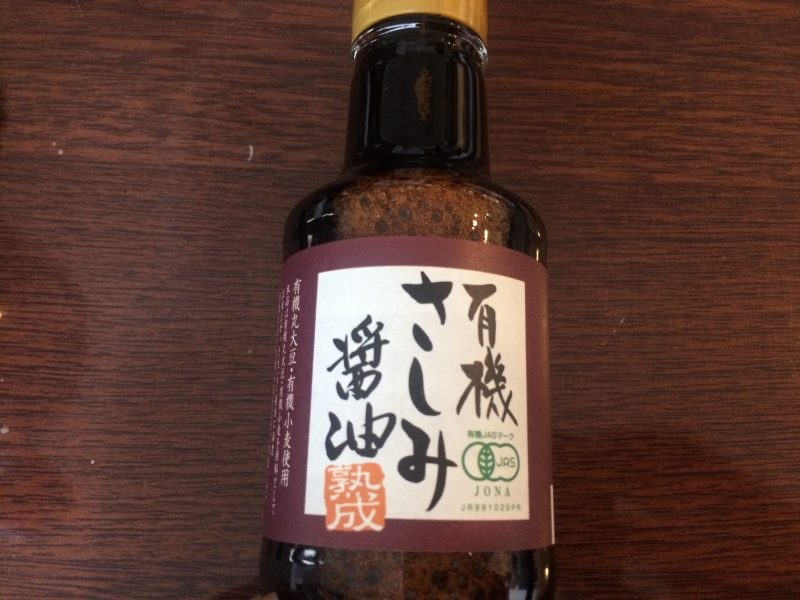 有機
さしみ
醤油
熟成
有機JASマーク
JAS
JONA
JR991020PR
有機丸大豆・有機小麦使用